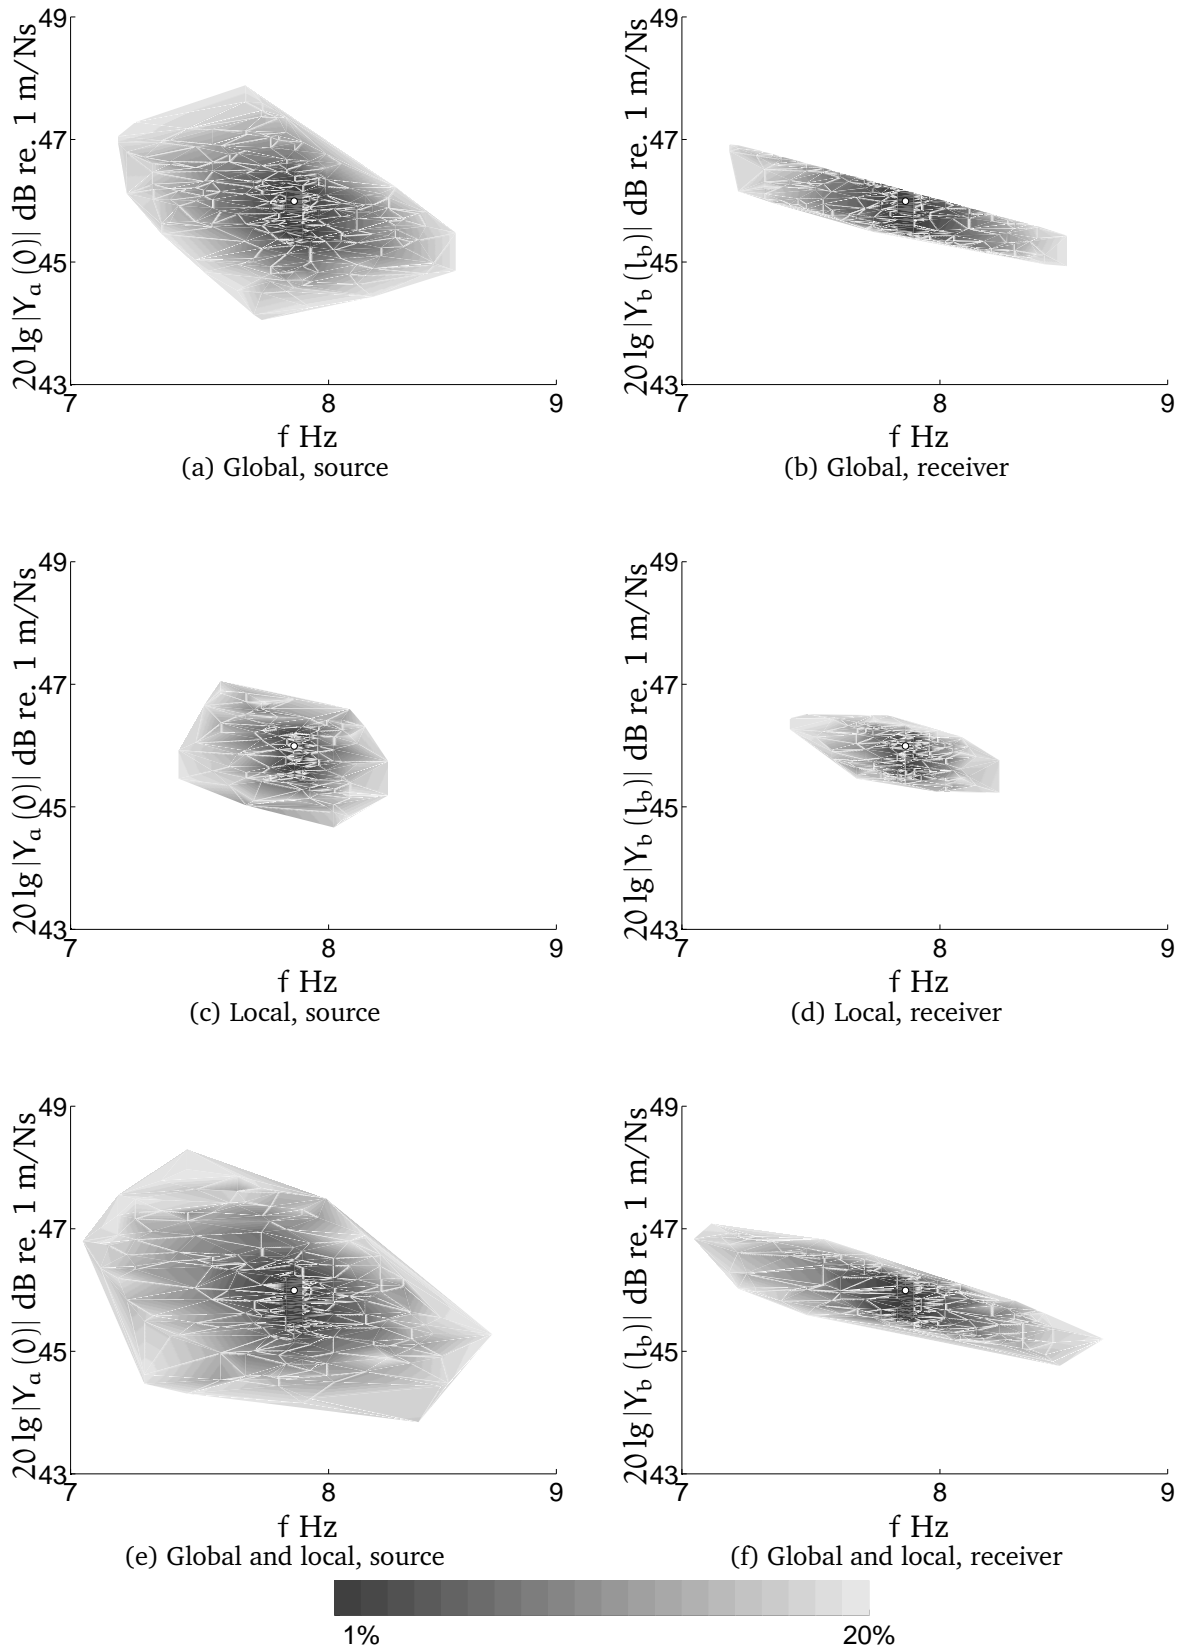 49
47
45
43
20 lg|Yₐ (0)| dB re. 1 m/Ns
7 8 9
f Hz
(a) Global, source
49
47
45
43
20 lg|Y_b (l_b)| dB re. 1 m/Ns
7 8 9
f Hz
(b) Global, receiver
49
47
45
43
20 lg|Yₐ (0)| dB re. 1 m/Ns
7 8 9
f Hz
(c) Local, source
49
47
45
43
20 lg|Y_b (l_b)| dB re. 1 m/Ns
7 8 9
f Hz
(d) Local, receiver
49
47
45
43
20 lg|Yₐ (0)| dB re. 1 m/Ns
7 8 9
f Hz
(e) Global and local, source
49
47
45
43
20 lg|Y_b (l_b)| dB re. 1 m/Ns
7 8 9
f Hz
(f) Global and local, receiver
1% 20%